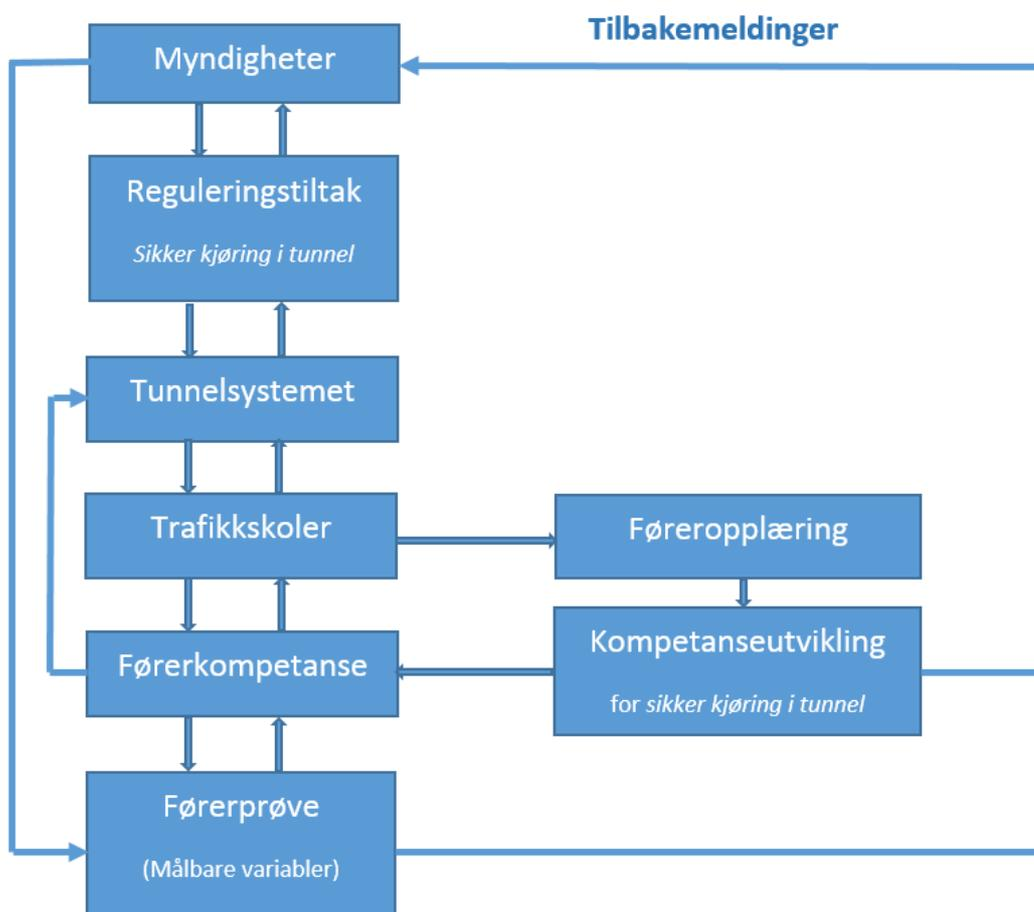 Tilbakemeldinger
Myndigheter
Reguleringstiltak
Sikker kjøring i tunnel
Tunnelsystemet
Trafikkskoler
Føreropplæring
Førerkompetanse
Kompetanseutvikling
for sikker kjøring i tunnel
Førerprøve
(Målbare variabler)